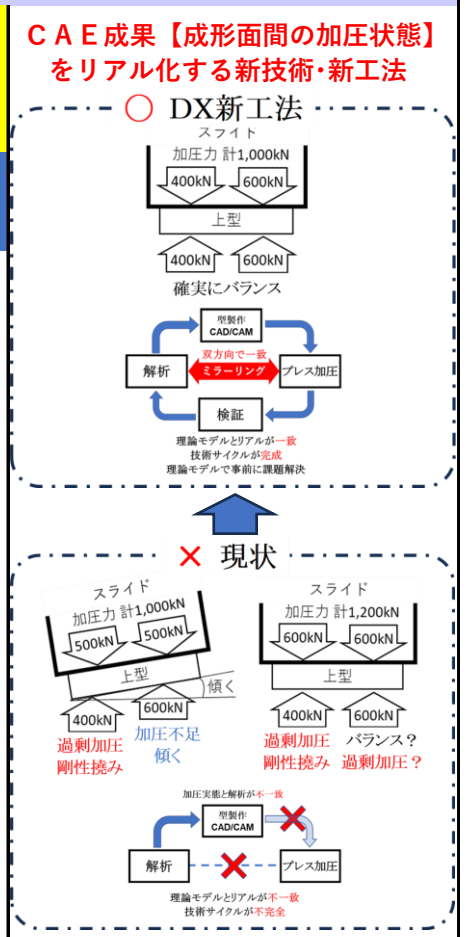 ＣＡＥ成果【成形面間の加圧状態】
をリアル化する新技術･新工法
○ DX新工法
スライト
加圧力 計1,000kN
400kN 600kN
上型
400kN 600kN
確実にバランス
型製作
CAD/CAM
双方向で一致
解析 ミラーリング プレス加圧
検証
理論モデルとリアルが一致
技術サイクルが完成
理論モデルで事前に課題解決
× 現状
スライド
加圧力 計1,000kN
500kN 500kN
上型
傾く
400kN 600kN
過剰加圧 加圧不足
剛性撓み 傾く
スライド
加圧力 計1,200kN
600kN 600kN
上型
400kN 600kN
過剰加圧 バランス？
剛性撓み 過剰加圧？
加圧実態と解析が不一致
型製作
CAD/CAM
解析 プレス加圧
理論モデルとリアルが不一致
技術サイクルが不完全